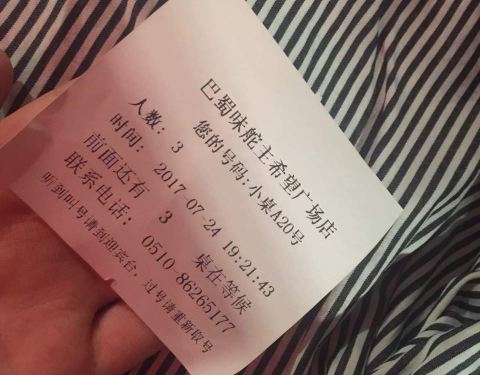 巴蜀味舵主希望广场店
您的号码:小桌A20号
人数: 3
时间: 2017-07-24 19:21:43
前面还有 3 桌在等候
联系电话: 0510-86265177
听到叫号请到迎宾台，过号请重新取号